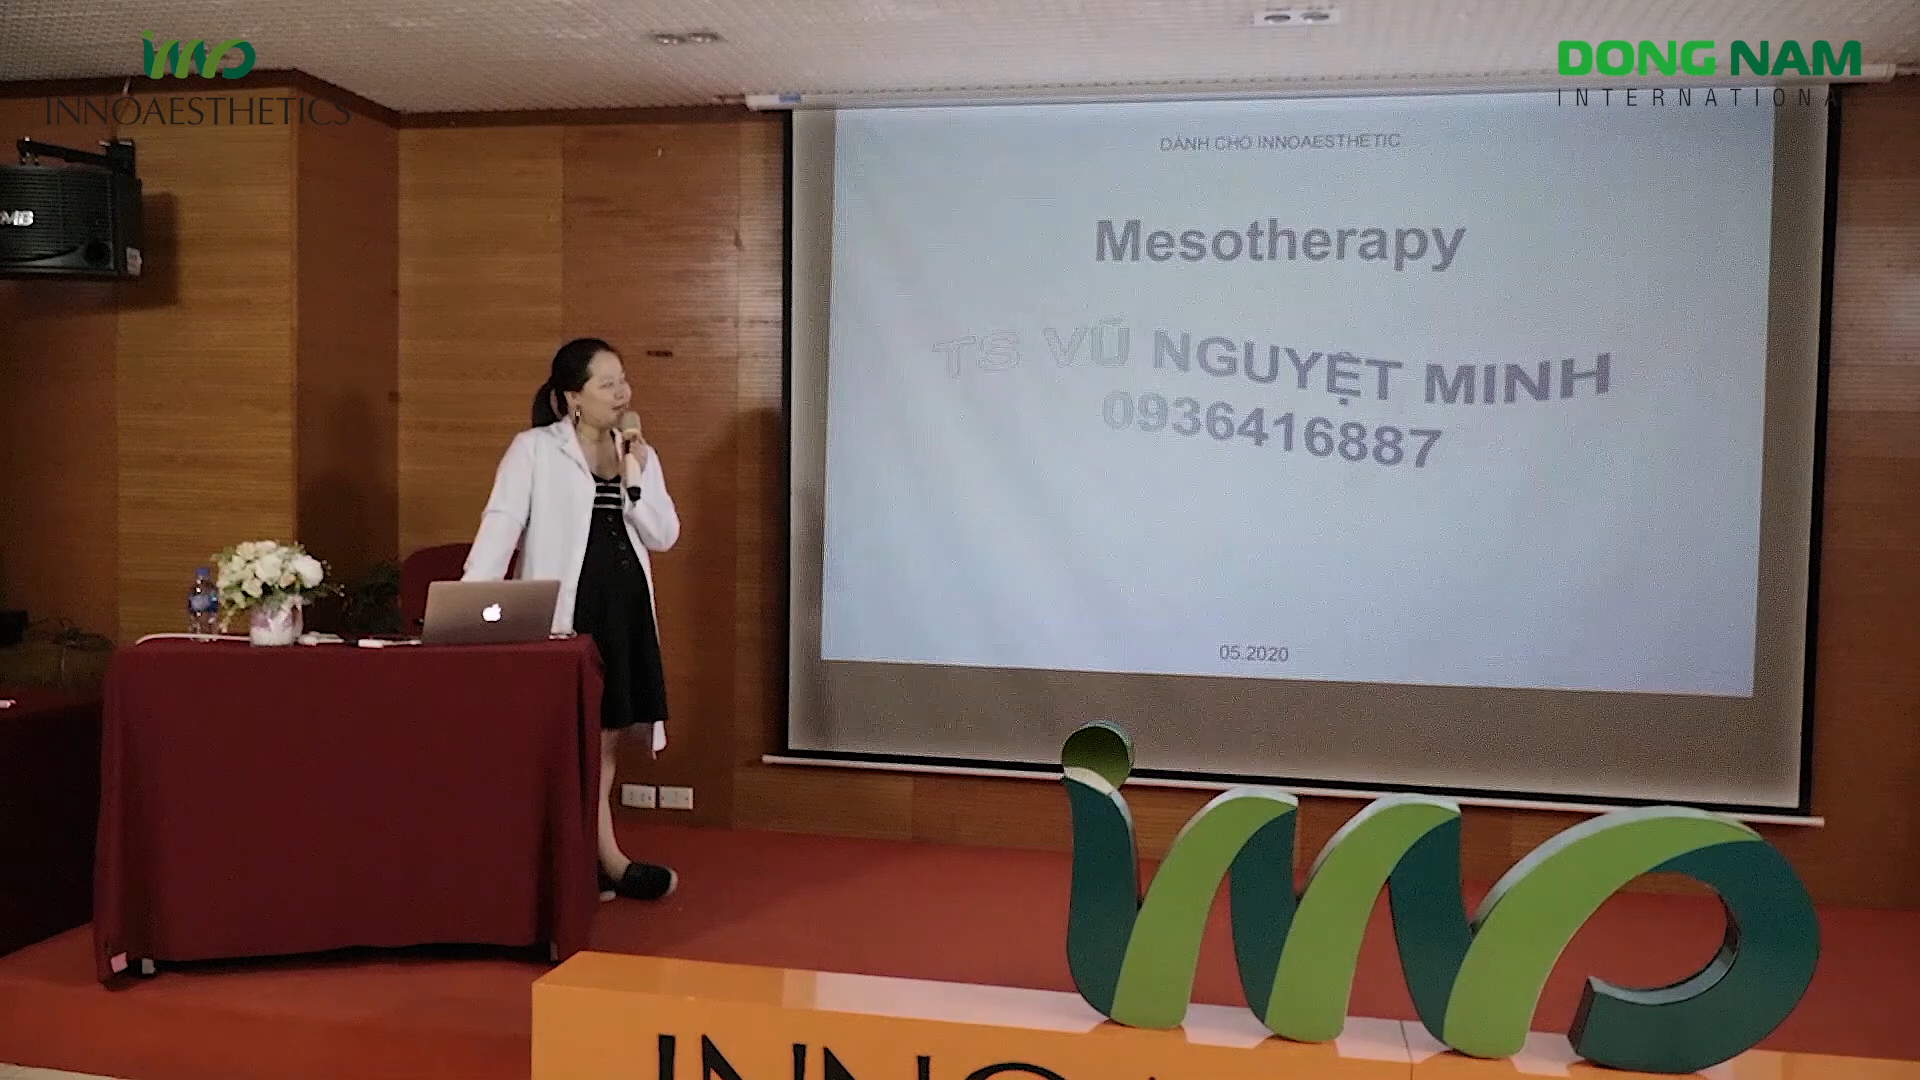 INNOAESTHETICS
DONG NAM
INTERNATIONAL
DÀNH CHO INNOAESTHETIC
Mesotherapy
TS VŨ NGUYỆT MINH
0936416887
05.2020